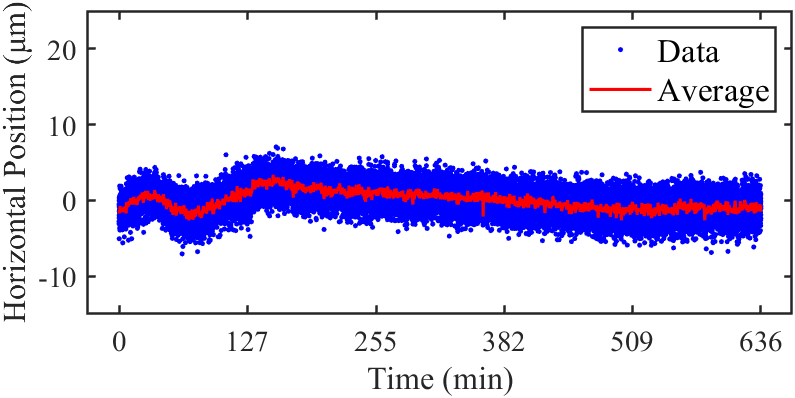 Horizontal Position (μm)
20
10
0
-10
Data
Average
0 127 255 382 509 636
Time (min)